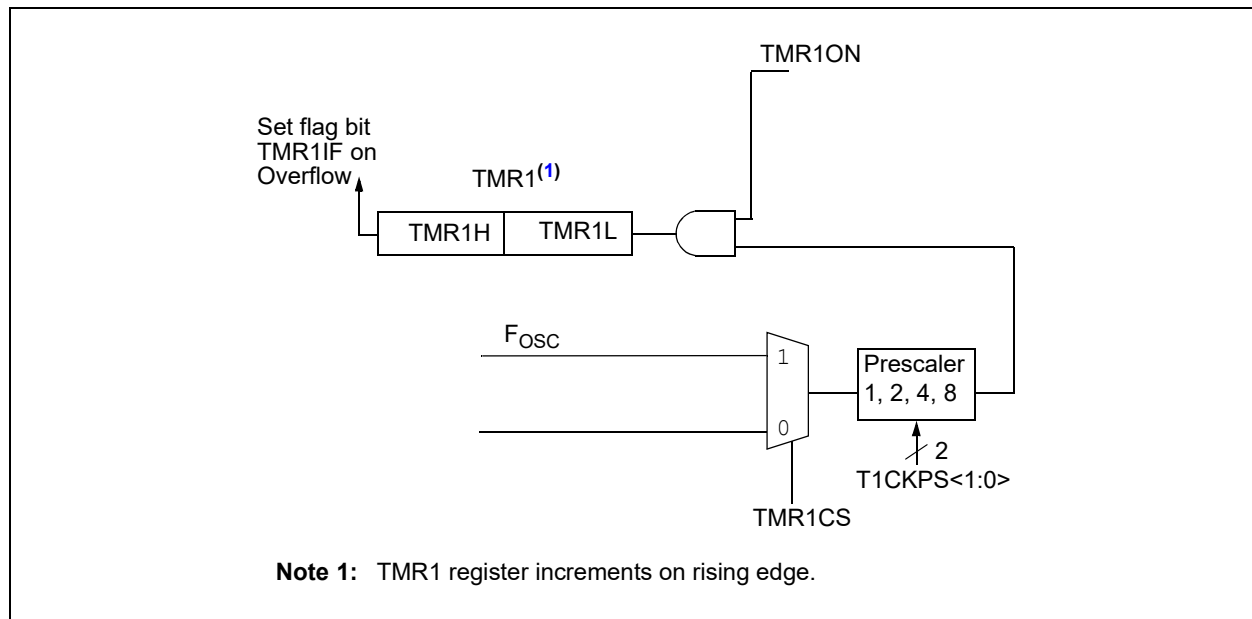 TMR1ON
Set flag bit
TMR1IF on
Overflow
TMR1(1)
TMR1H
TMR1L
FOSC
1
Prescaler
1, 2, 4, 8
0
2
T1CKPS<1:0>
TMR1CS
Note 1: TMR1 register increments on rising edge.